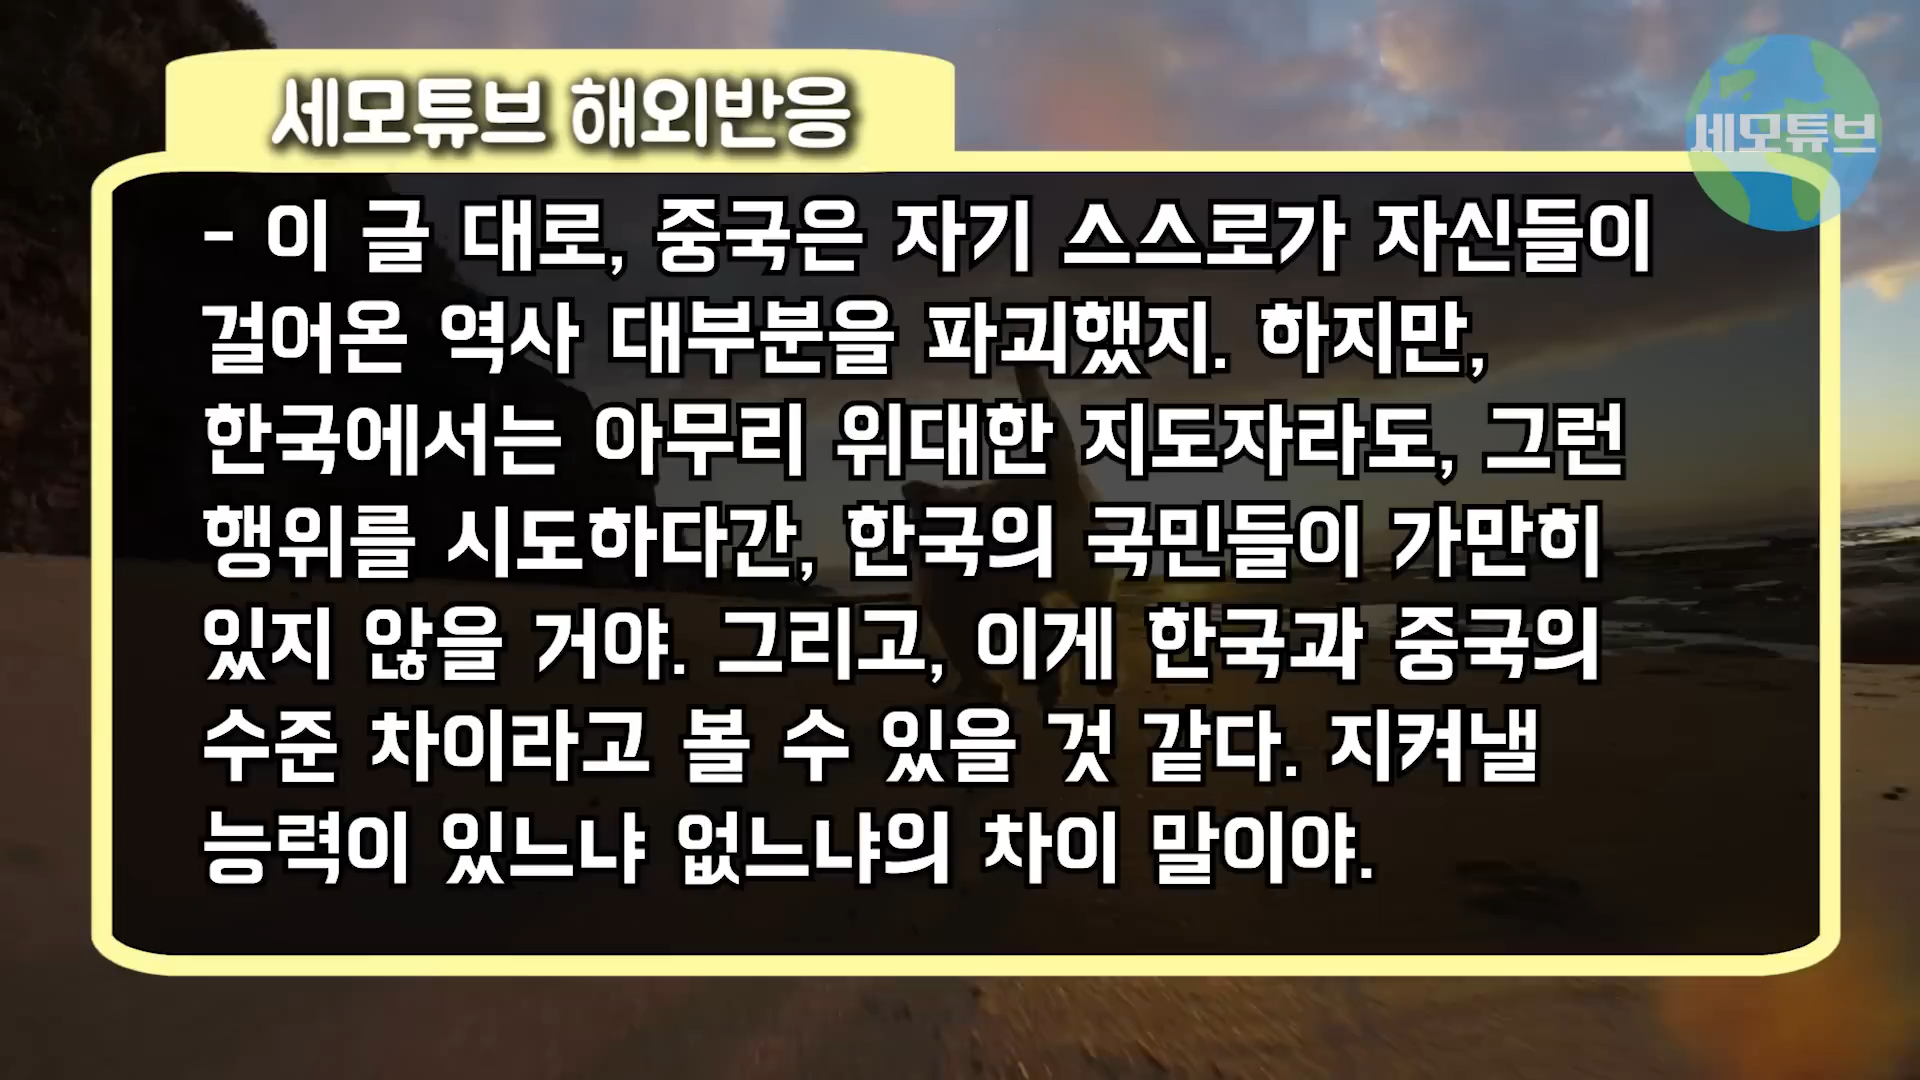 세모튜브 해외반응
세모튜브
- 이 글 대로, 중국은 자기 스스로가 자신들이
걸어온 역사 대부분을 파괴했지. 하지만,
한국에서는 아무리 위대한 지도자라도, 그런
행위를 시도하다간, 한국의 국민들이 가만히
있지 않을 거야. 그리고, 이게 한국과 중국의
수준 차이라고 볼 수 있을 것 같다. 지켜낼
능력이 있느냐 없느냐의 차이 말이야.